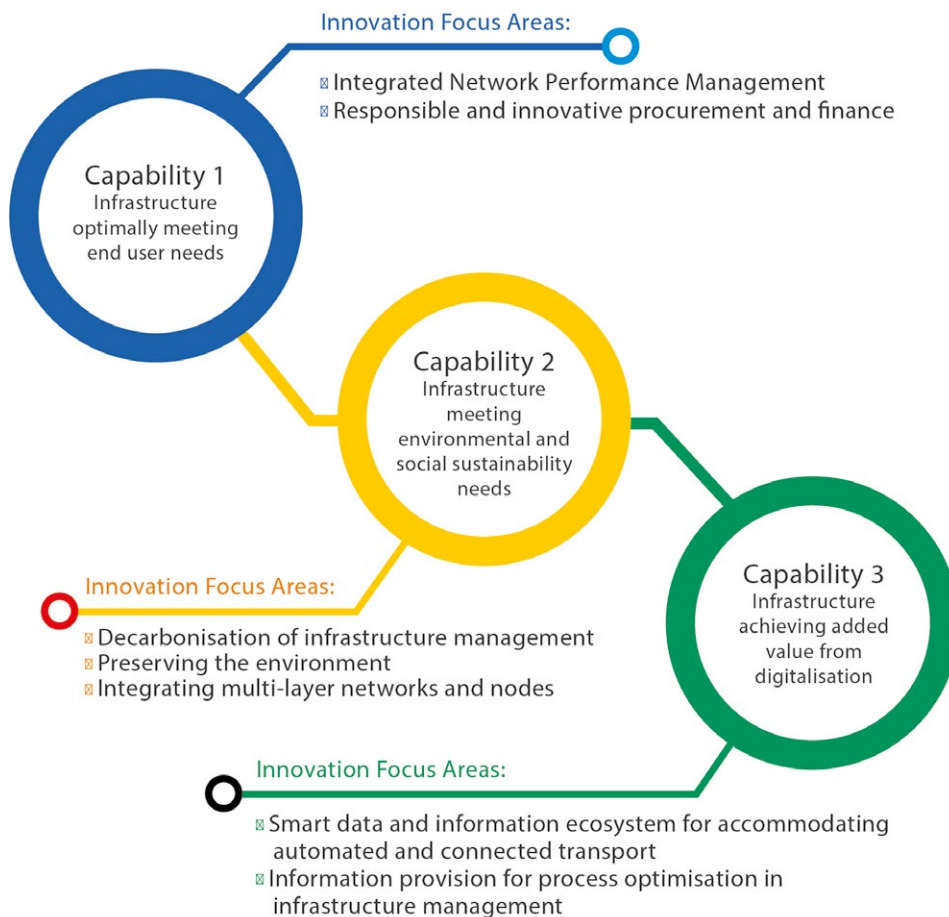 Innovation Focus Areas:
Integrated Network Performance Management
Responsible and innovative procurement and finance
Capability 1
Infrastructure
optimally meeting
end user needs
Capability 2
Infrastructure
meeting
environmental and
social sustainability
needs
Innovation Focus Areas:
Decarbonisation of infrastructure management
Preserving the environment
Integrating multi-layer networks and nodes
Capability 3
Infrastructure
achieving added
value from
digitalisation
Innovation Focus Areas:
Smart data and information ecosystem for accommodating
automated and connected transport
Information provision for process optimisation in
infrastructure management